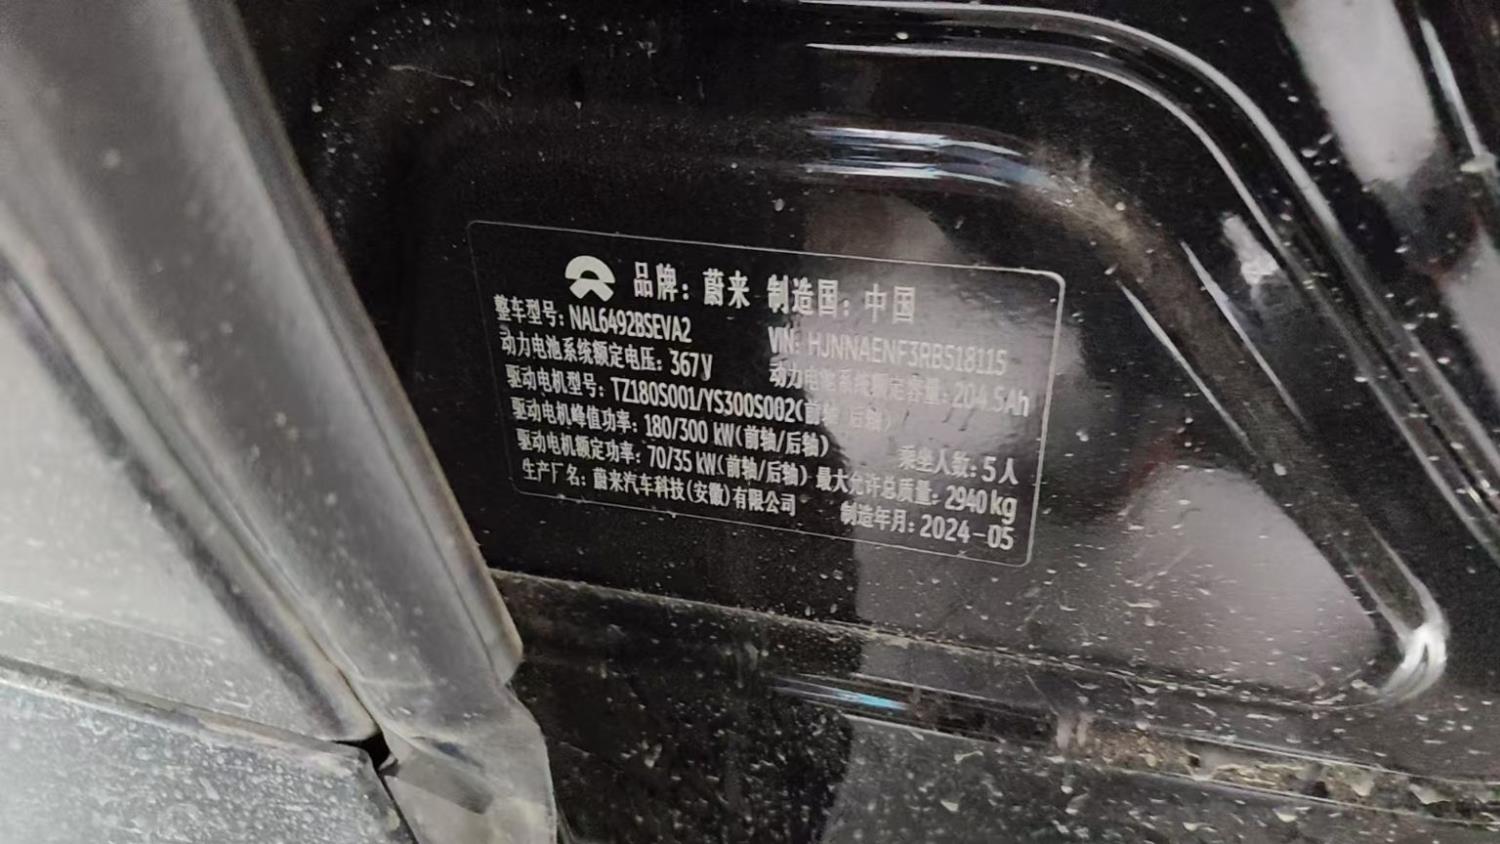 品牌：蔚来 制造国：中国
整车型号：NAL6492BSEVA2 VIN: HJNNAENF3RB518115
动力电池系统额定电压：367V 动力电池系统额定容量：204.5Ah
驱动电机型号：TZ180S001/YS300S002(前轴/后轴)
驱动电机峰值功率：180/300 kW(前轴/后轴) 乘坐人数：5人
驱动电机额定功率：70/35 kW(前轴/后轴) 最大允许总质量：2940kg
生产厂名：蔚来汽车科技(安徽)有限公司 制造年月：2024-05